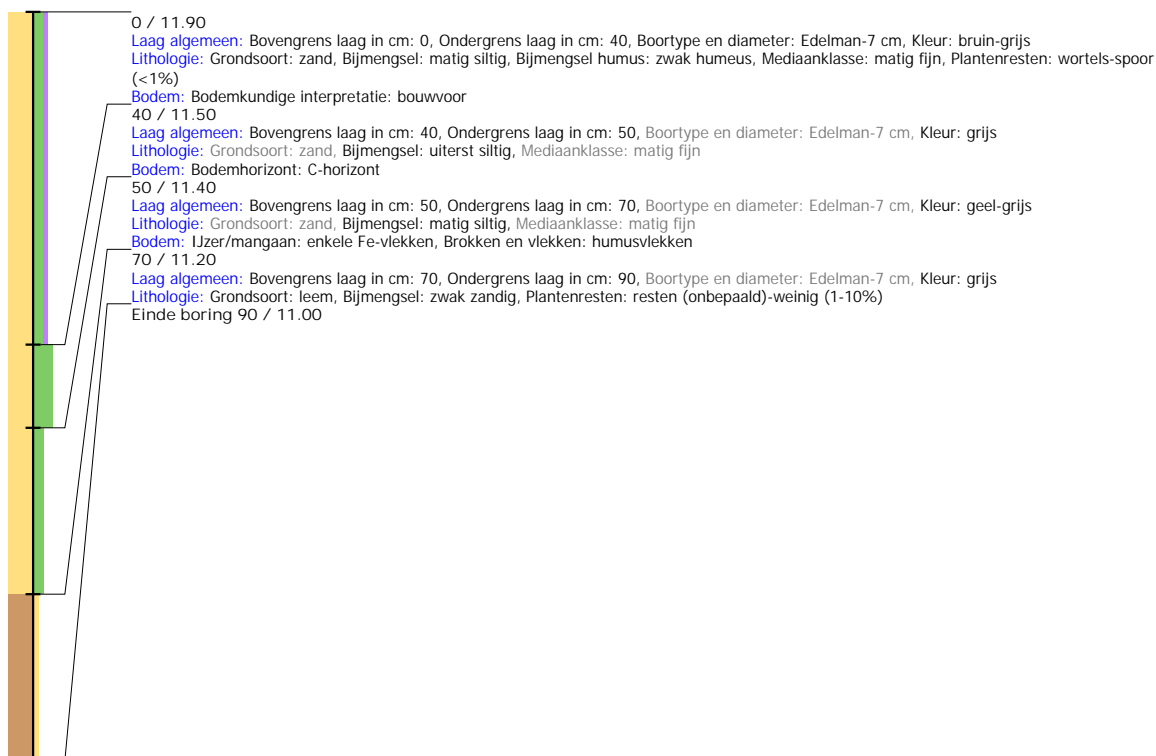 0 / 11.90
Laag algemeen: Bovengrens laag in cm: 0, Ondergrens laag in cm: 40, Boortype en diameter: Edelman-7 cm, Kleur: bruin-grijs
Lithologie: Grondsoort: zand, Bijmengsel: matig siltig, Bijmengsel humus: zwak humeus, Mediaanklasse: matig fijn, Plantenresten: wortels-spoor
(<1%)
Bodem: Bodemkundige interpretatie: bouwvoor
40 / 11.50
Laag algemeen: Bovengrens laag in cm: 40, Ondergrens laag in cm: 50, Boortype en diameter: Edelman-7 cm, Kleur: grijs
Lithologie: Grondsoort: zand, Bijmengsel: uiterst siltig, Mediaanklasse: matig fijn
Bodem: Bodemhorizont: C-horizont
50 / 11.40
Laag algemeen: Bovengrens laag in cm: 50, Ondergrens laag in cm: 70, Boortype en diameter: Edelman-7 cm, Kleur: geel-grijs
Lithologie: Grondsoort: zand, Bijmengsel: matig siltig, Mediaanklasse: matig fijn
Bodem: IJzer/mangaan: enkele Fe-vlekken, Brokken en vlekken: humusvlekken
70 / 11.20
Laag algemeen: Bovengrens laag in cm: 70, Ondergrens laag in cm: 90, Boortype en diameter: Edelman-7 cm, Kleur: grijs
Lithologie: Grondsoort: leem, Bijmengsel: zwak zandig, Plantenresten: resten (onbepaald)-weinig (1-10%)
Einde boring 90 / 11.00